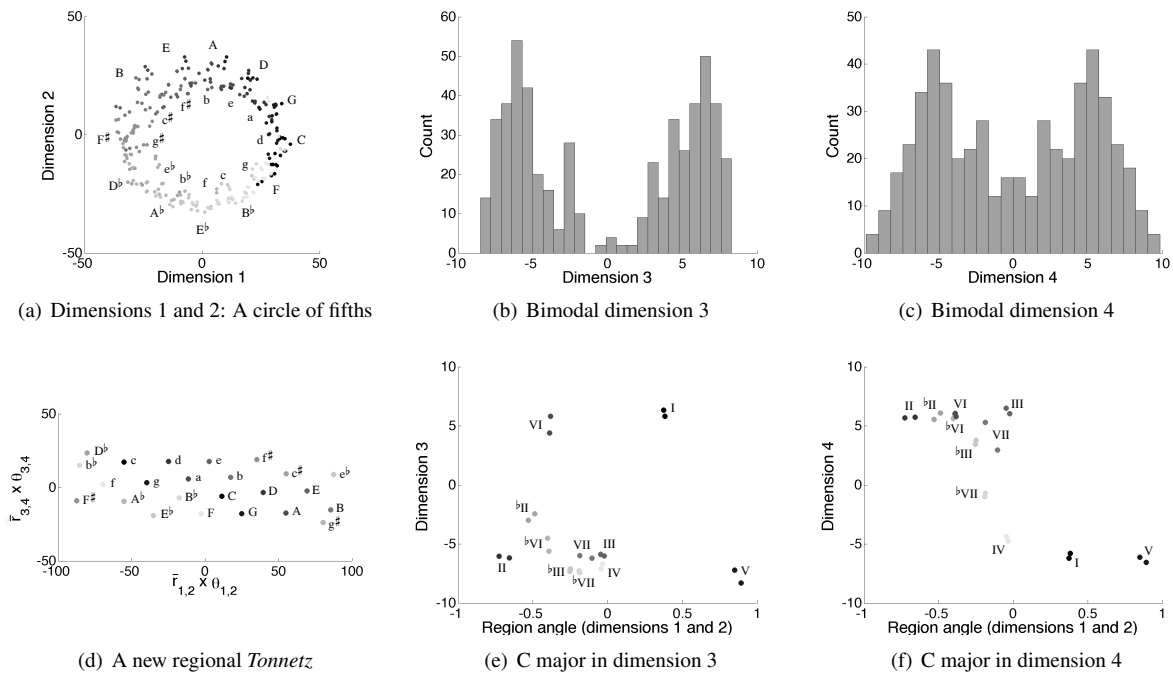 50
0
-50
-50
0
50
Dimension 2
Dimension 1
A
E
D
B
G
b
e
f♯
a
c♯
F♯
g♯
d
C
e♭
g
b♭
f
c
F
D♭
A♭
B♭
E♭
(a) Dimensions 1 and 2: A circle of fifths
60
50
40
30
20
10
0
-10
-5
0
5
10
Count
Dimension 3
(b) Bimodal dimension 3
50
40
30
20
10
0
-10
-5
0
5
10
Count
Dimension 4
(c) Bimodal dimension 4
50
0
-50
-100
-50
0
50
100
r̄3,4 x θ3,4
r̄1,2 x θ1,2
D♭
b♭
c
d
e
f♯
f
g
a
b
c♯
e♭
F♯
A♭
B♭
C
D
E
E♭
F
G
A
B
g♯
(d) A new regional Tonnetz
10
5
0
-5
-10
-1
-0.5
0
0.5
1
Dimension 3
Region angle (dimensions 1 and 2)
VI
I
♭II
♭VI
VII
III
II
♭III
♭VII
IV
V
(e) C major in dimension 3
10
5
0
-5
-10
-1
-0.5
0
0.5
1
Dimension 4
Region angle (dimensions 1 and 2)
II
♭II
VI
III
♭VI
VII
♭III
♭VII
IV
I
V
(f) C major in dimension 4